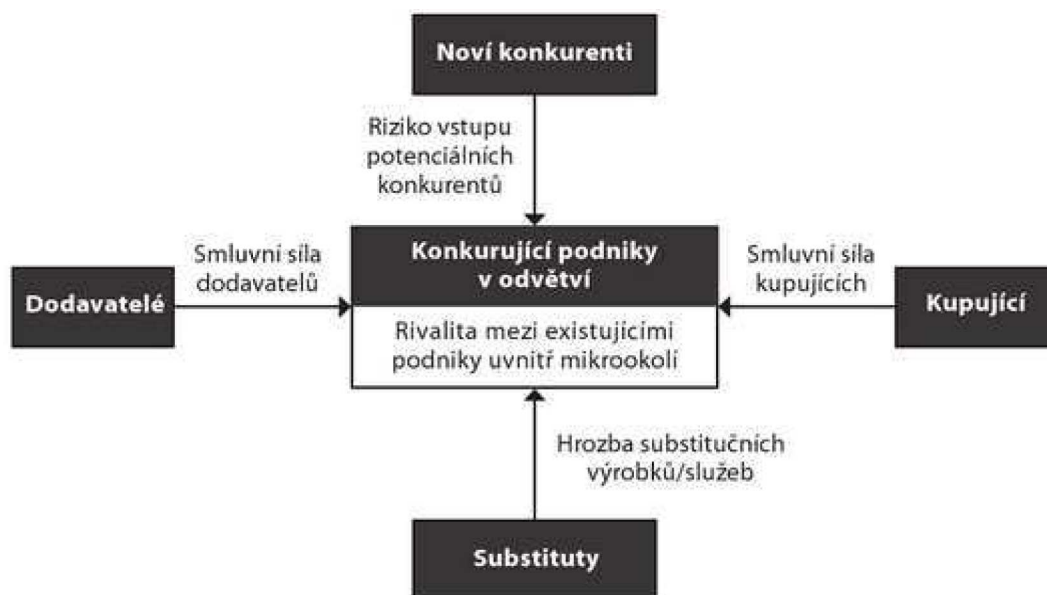 Noví konkurenti
Riziko vstupu
potenciálních
konkurentů
Smluvní síla
dodavatelů
Dodavatelé
Konkurující podniky
v odvětví
Rivalita mezi existujícími
podniky uvnitř mikrookolí
Smluvní síla
kupujících
Kupující
Hrozba substitučních
výrobků/služeb
Substituty